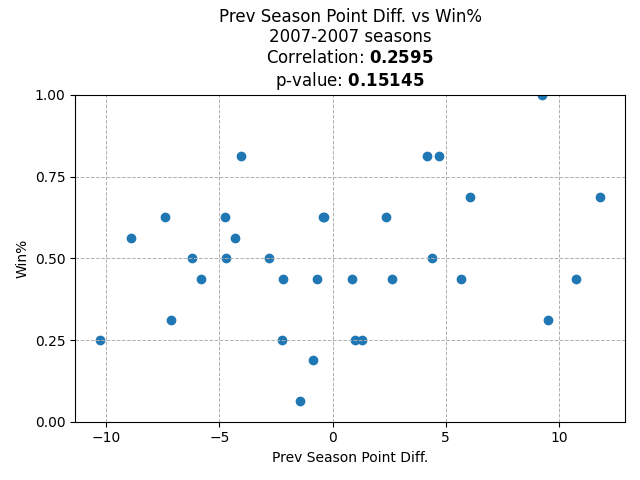 Prev Season Point Diff. vs Win%
2007-2007 seasons
Correlation: 0.2595
p-value: 0.15145
1.00
0.75
0.50
0.25
0.00
Win%
−10
−5
0
5
10
Prev Season Point Diff.